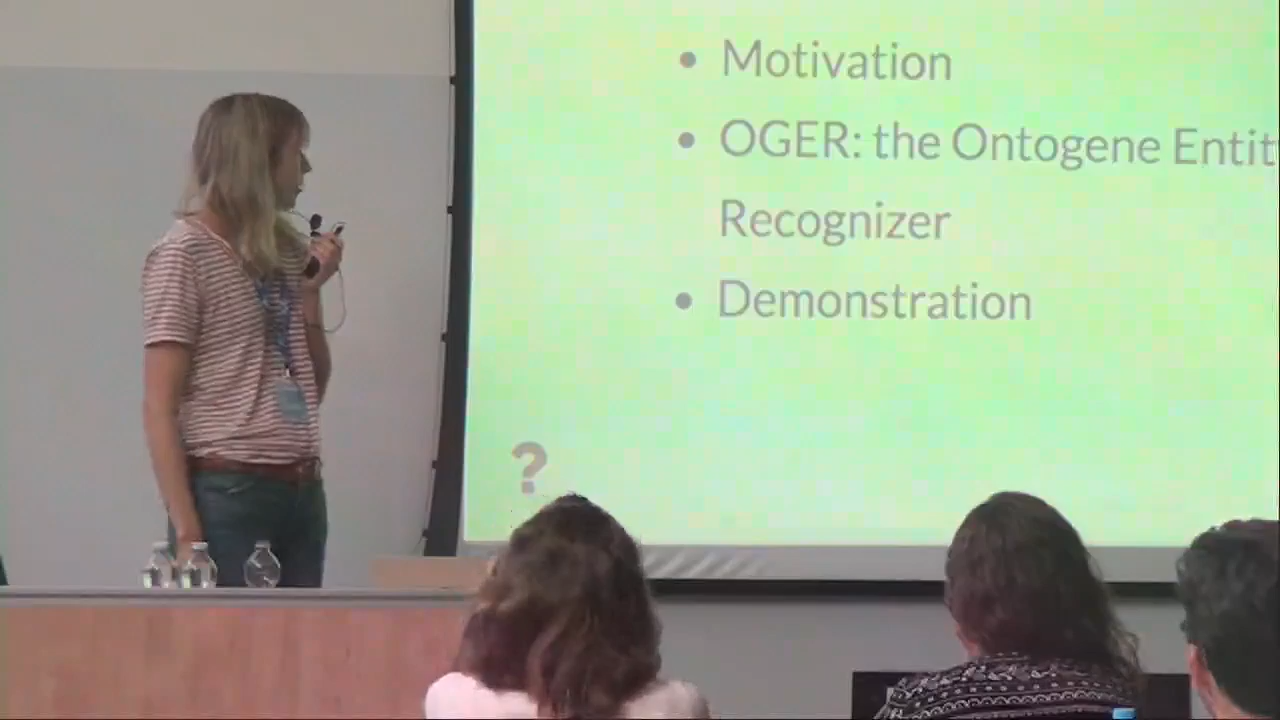 • Motivation
• OGER: the Ontogene Entit
Recognizer
• Demonstration
?